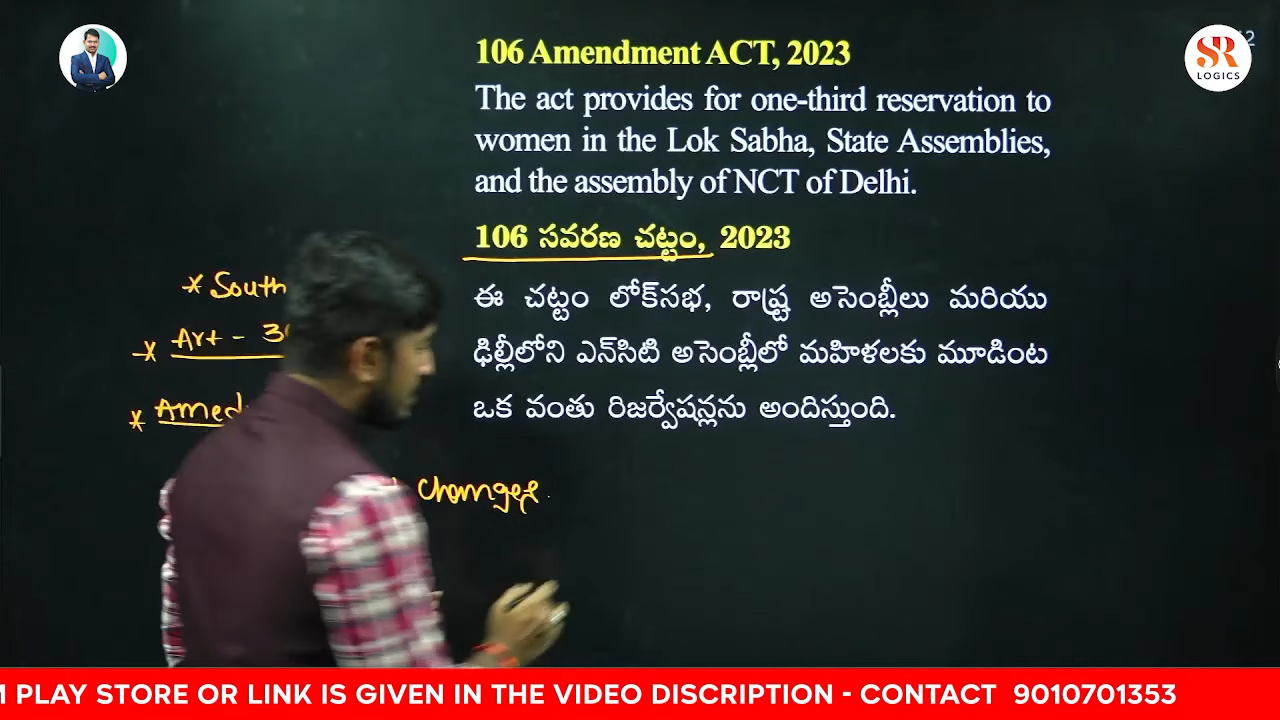 106 Amendment ACT, 2023
The act provides for one-third reservation to
women in the Lok Sabha, State Assemblies,
and the assembly of NCT of Delhi.
106 సవరణ చట్టం, 2023
ఈ చట్టం లోక్‌సభ, రాష్ట్ర అసెంబ్లీలు మరియు
ఢిల్లీలోని ఎన్‌సిటి అసెంబ్లీలో మహిళలకు మూడింట
ఒక వంతు రిజర్వేషన్లను అందిస్తుంది.
* South
* Art - 3
* Amed
SR
LOGICS
PLAY STORE OR LINK IS GIVEN IN THE VIDEO DISCRIPTION - CONTACT 9010701353